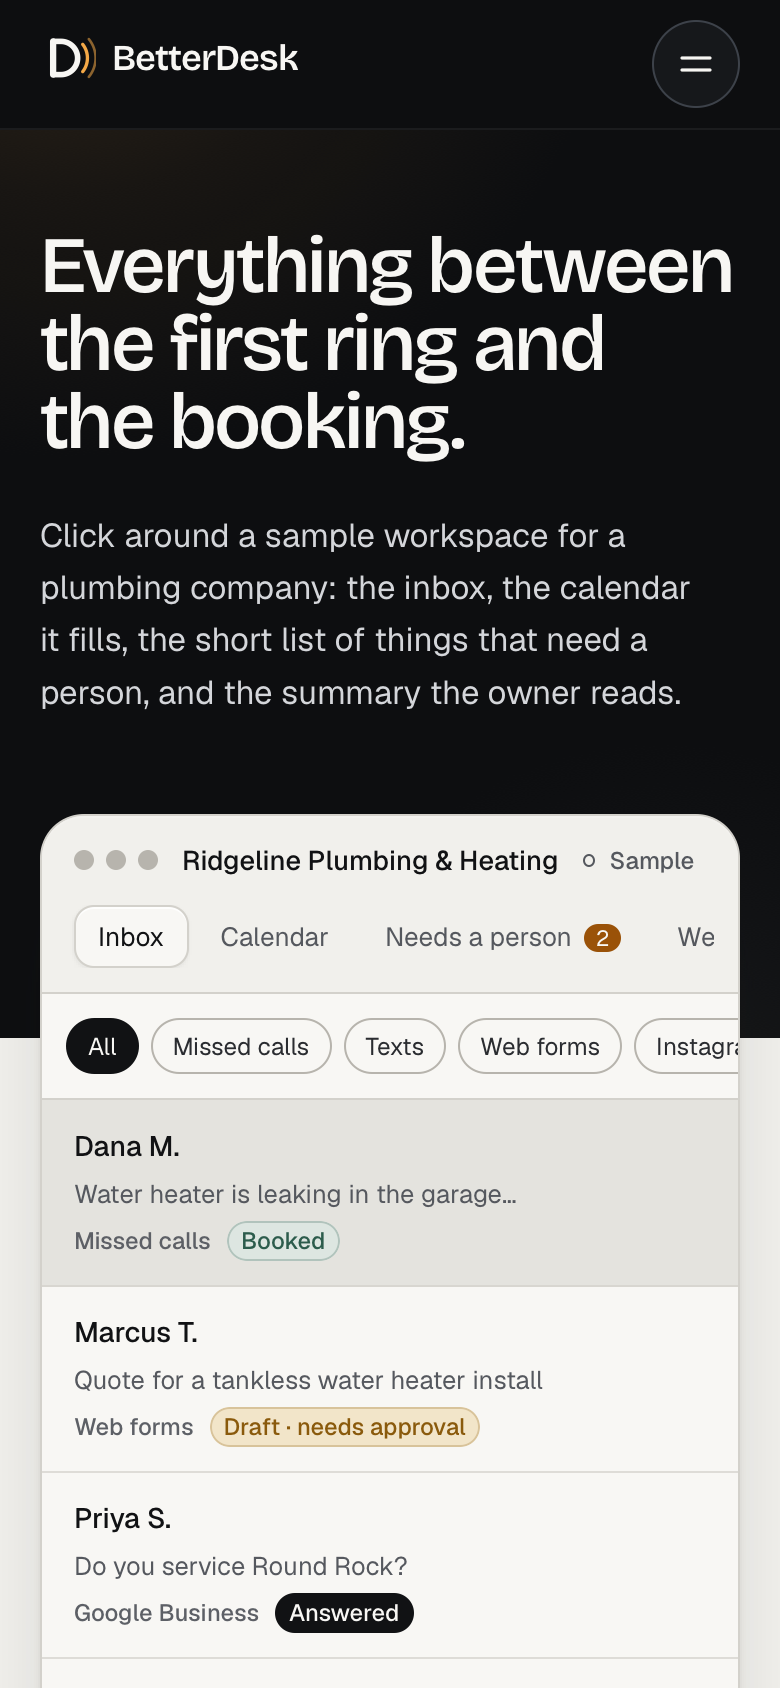 BetterDesk
Everything between
the first ring and
the booking.
Click around a sample workspace for a
plumbing company: the inbox, the calendar
it fills, the short list of things that need a
person, and the summary the owner reads.
Ridgeline Plumbing & Heating Sample
Inbox Calendar Needs a person 2 We
All Missed calls Texts Web forms Instagra
Dana M.
Water heater is leaking in the garage…
Missed calls Booked
Marcus T.
Quote for a tankless water heater install
Web forms Draft · needs approval
Priya S.
Do you service Round Rock?
Google Business Answered